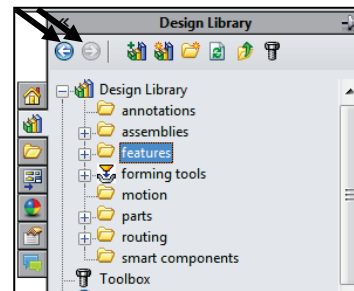 Design Library
Design Library
annotations
assemblies
features
forming tools
motion
parts
routing
smart components
Toolbox